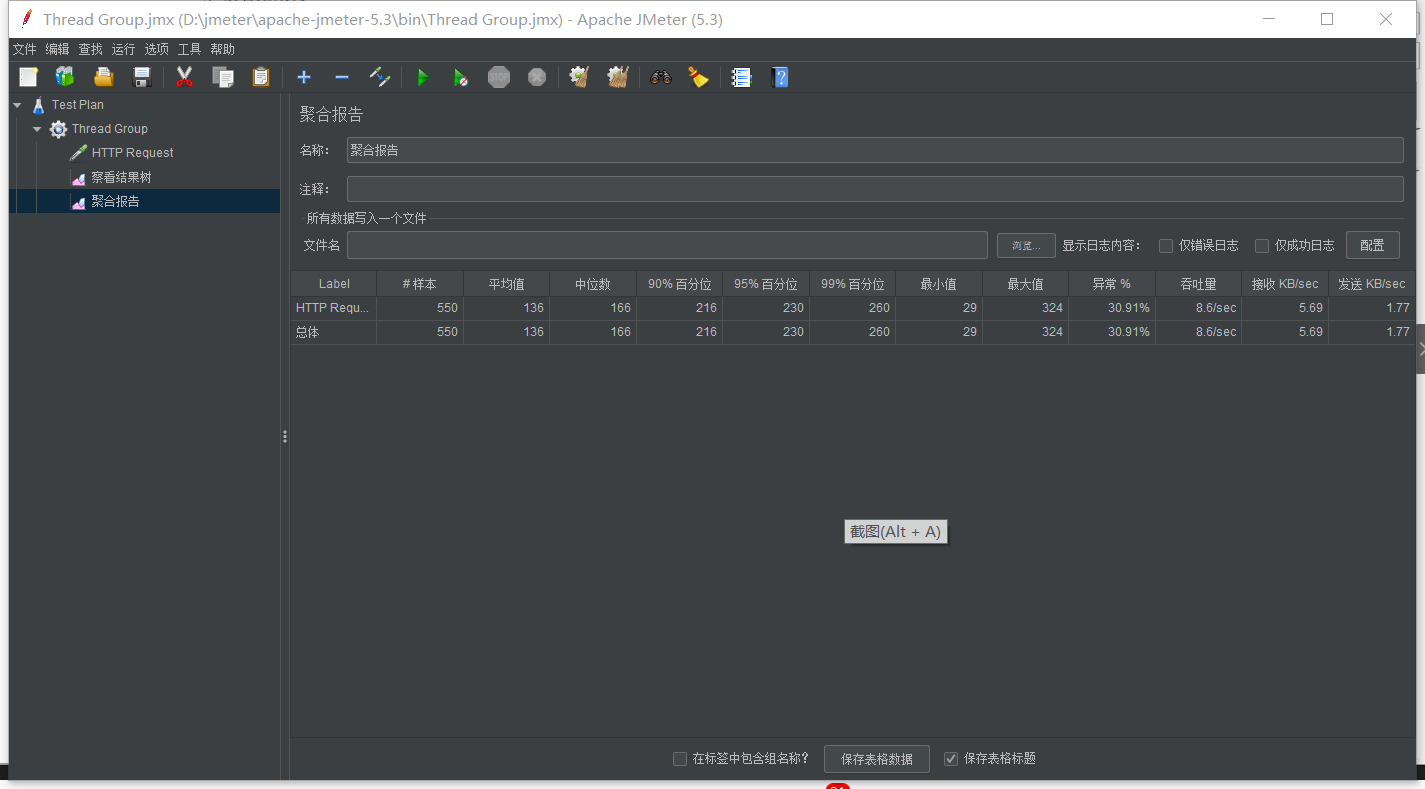 Thread Group.jmx (D:\jmeter\apache-jmeter-5.3\bin\Thread Group.jmx) - Apache JMeter (5.3)
文件 编辑 查找 运行 选项 工具 帮助
STOP
Test Plan
Thread Group
HTTP Request
察看结果树
聚合报告
聚合报告
名称： 聚合报告
注释：
所有数据写入一个文件
文件名 浏览... 显示日志内容： 仅错误日志 仅成功日志 配置
Label # 样本 平均值 中位数 90% 百分位 95% 百分位 99% 百分位 最小值 最大值 异常 % 吞吐量 接收 KB/sec 发送 KB/sec
HTTP Requ... 550 136 166 216 230 260 29 324 30.91% 8.6/sec 5.69 1.77
总体 550 136 166 216 230 260 29 324 30.91% 8.6/sec 5.69 1.77
截图(Alt + A)
在标签中包含组名称？ 保存表格数据 保存表格标题